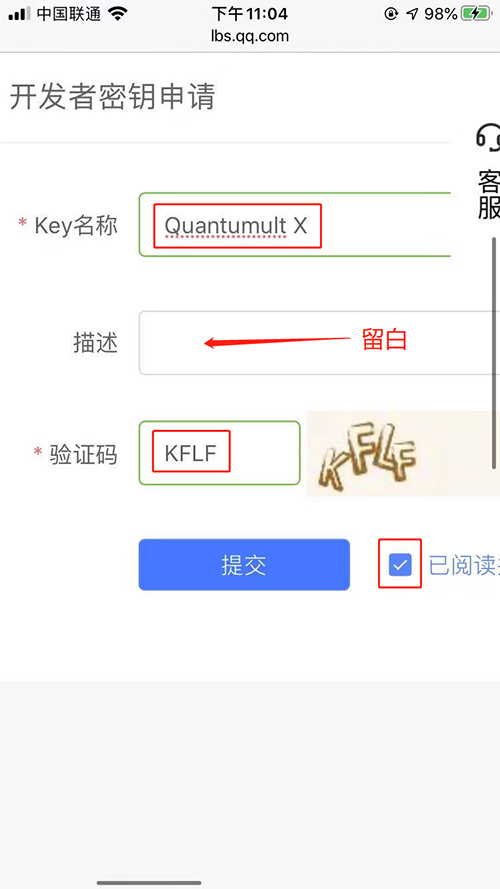 中国联通 下午11:04 98%
lbs.qq.com
开发者密钥申请
客服
* Key名称 Quantumult X
描述 留白
* 验证码 KFLF KFLF
提交 已阅读